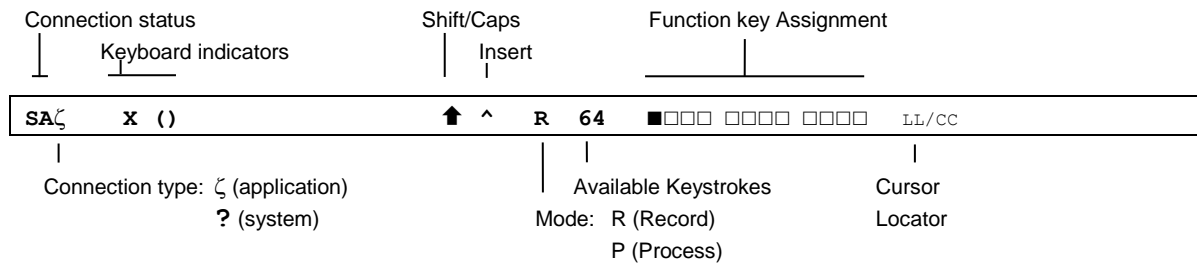 Connection status Shift/Caps Function key Assignment
Keyboard indicators Insert
SAζ X () ⬆ ^ R 64 ■□□□ □□□□ □□□□ LL/CC
Connection type: ζ (application) Available Keystrokes Cursor
? (system) Mode: R (Record) Locator
P (Process)